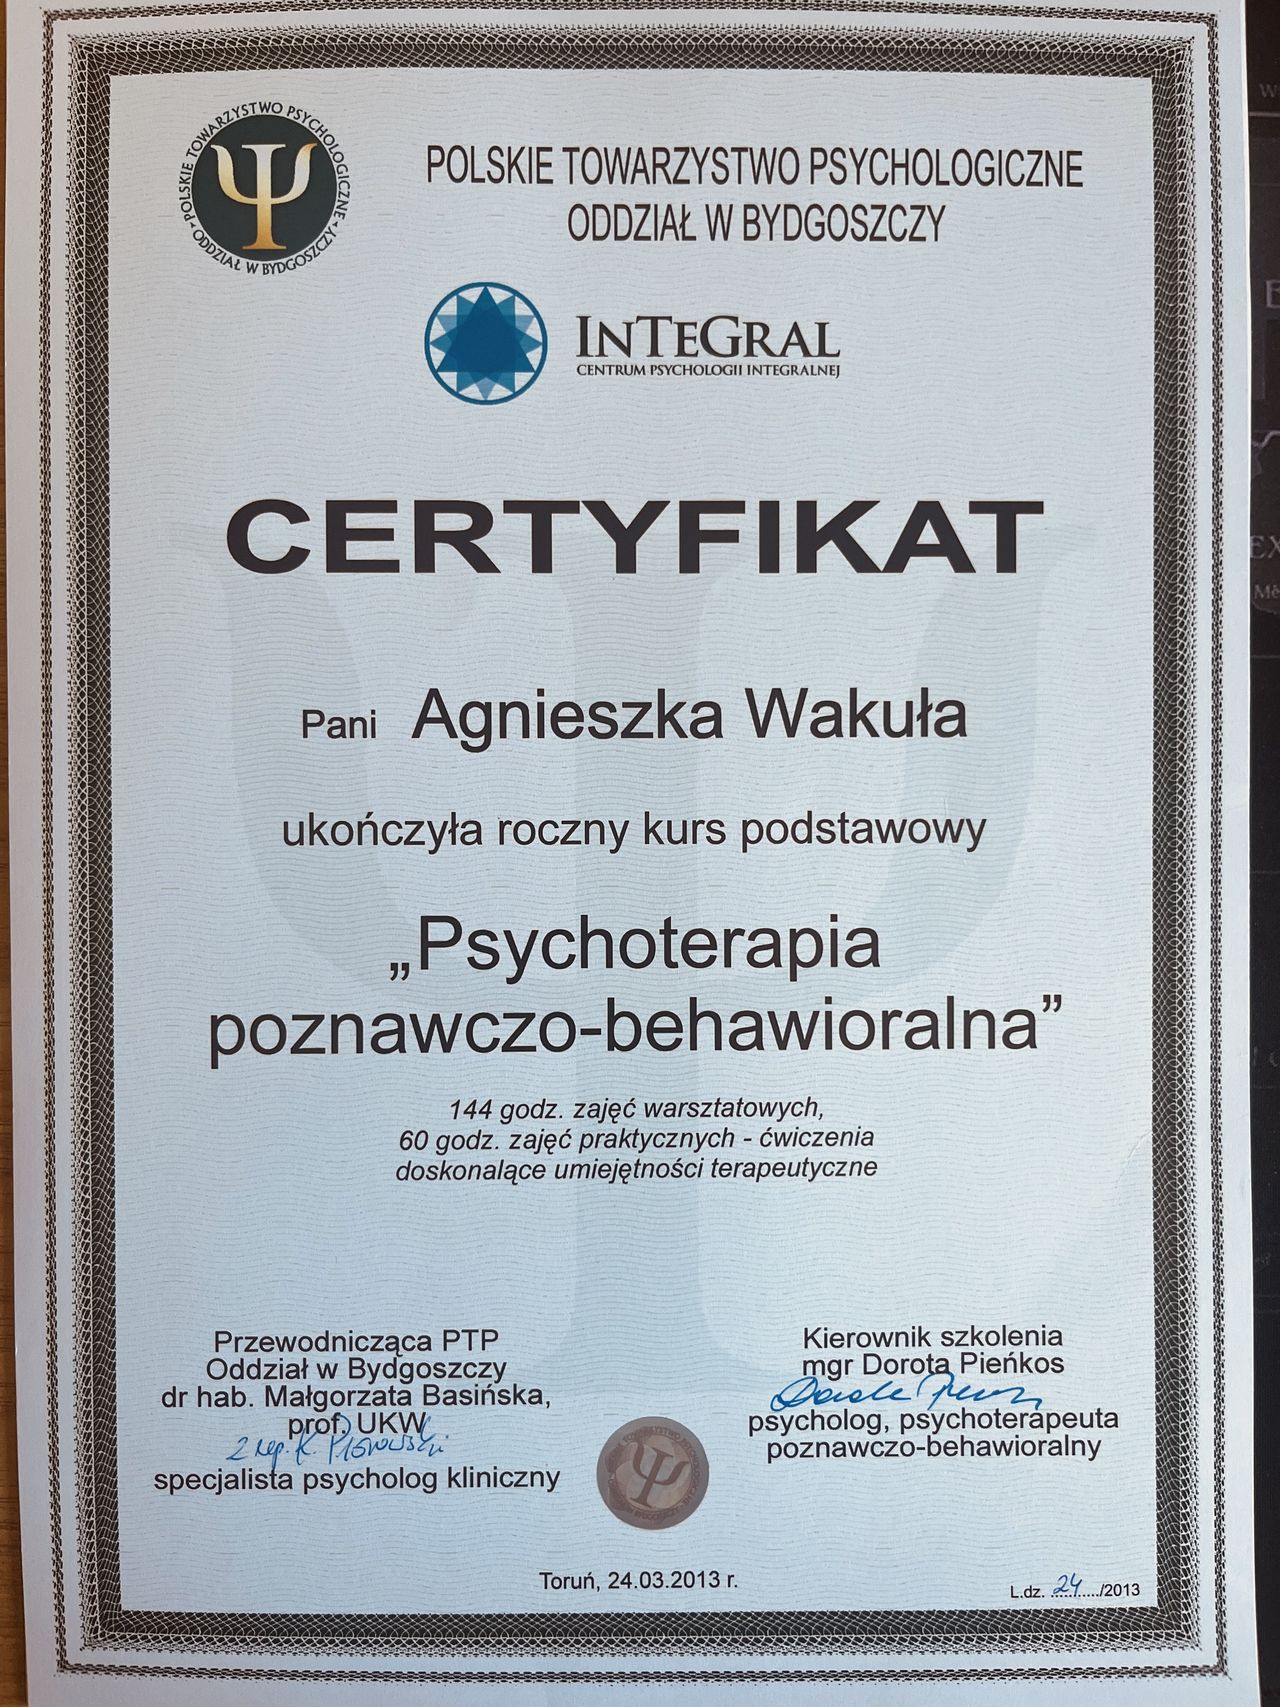 POLSKIE TOWARZYSTWO PSYCHOLOGICZNE
ODDZIAŁ W BYDGOSZCZY
POLSKIE TOWARZYSTWO PSYCHOLOGICZNE
ODDZIAŁ W BYDGOSZCZY
INTEGRAL
CENTRUM PSYCHOLOGII INTEGRALNEJ
CERTYFIKAT
Pani Agnieszka Wakuła
ukończyła roczny kurs podstawowy
„Psychoterapia
poznawczo-behawioralna”
144 godz. zajęć warsztatowych,
60 godz. zajęć praktycznych - ćwiczenia
doskonalące umiejętności terapeutyczne
Przewodnicząca PTP
Oddział w Bydgoszczy
dr hab. Małgorzata Basińska,
prof. UKW
specjalista psycholog kliniczny
Kierownik szkolenia
mgr Dorota Pieńkos
psycholog, psychoterapeuta
poznawczo-behawioralny
Toruń, 24.03.2013 r.
L.dz. 24/2013